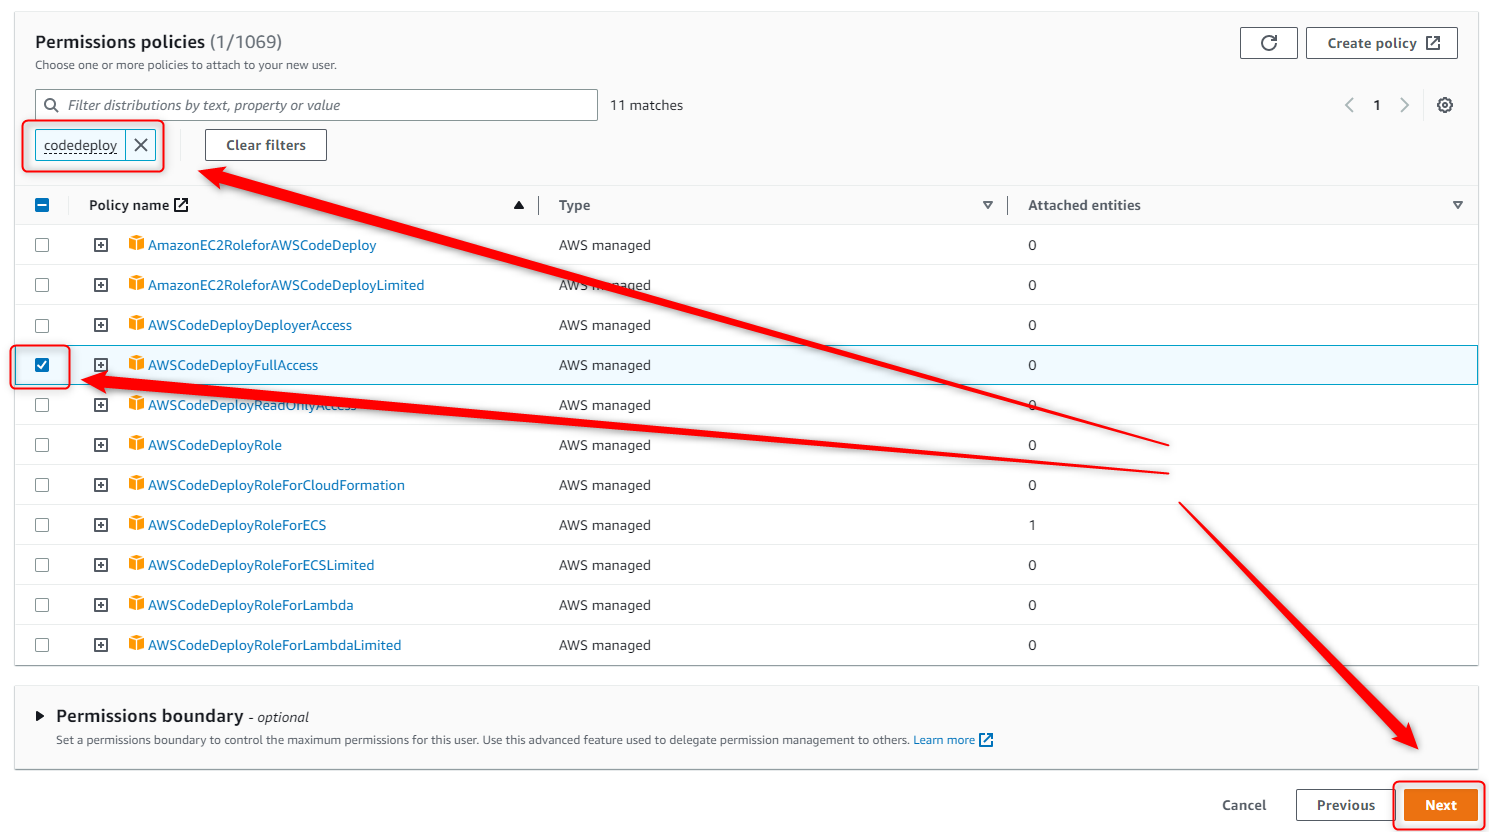 Permissions policies (1/1069)
Create policy
Choose one or more policies to attach to your new user.
Filter distributions by text, property or value
11 matches
1
codedeploy
Clear filters
Policy name Type Attached entities
AmazonEC2RoleforAWSCodeDeploy AWS managed 0
AmazonEC2RoleforAWSCodeDeployLimited AWS managed 0
AWSCodeDeployDeployerAccess AWS managed 0
AWSCodeDeployFullAccess AWS managed 0
AWSCodeDeployReadOnlyAccess AWS managed 0
AWSCodeDeployRole AWS managed 0
AWSCodeDeployRoleForCloudFormation AWS managed 0
AWSCodeDeployRoleForECS AWS managed 1
AWSCodeDeployRoleForECSLimited AWS managed 0
AWSCodeDeployRoleForLambda AWS managed 0
AWSCodeDeployRoleForLambdaLimited AWS managed 0
Permissions boundary - optional
Set a permissions boundary to control the maximum permissions for this user. Use this advanced feature used to delegate permission management to others. Learn more
Cancel Previous Next